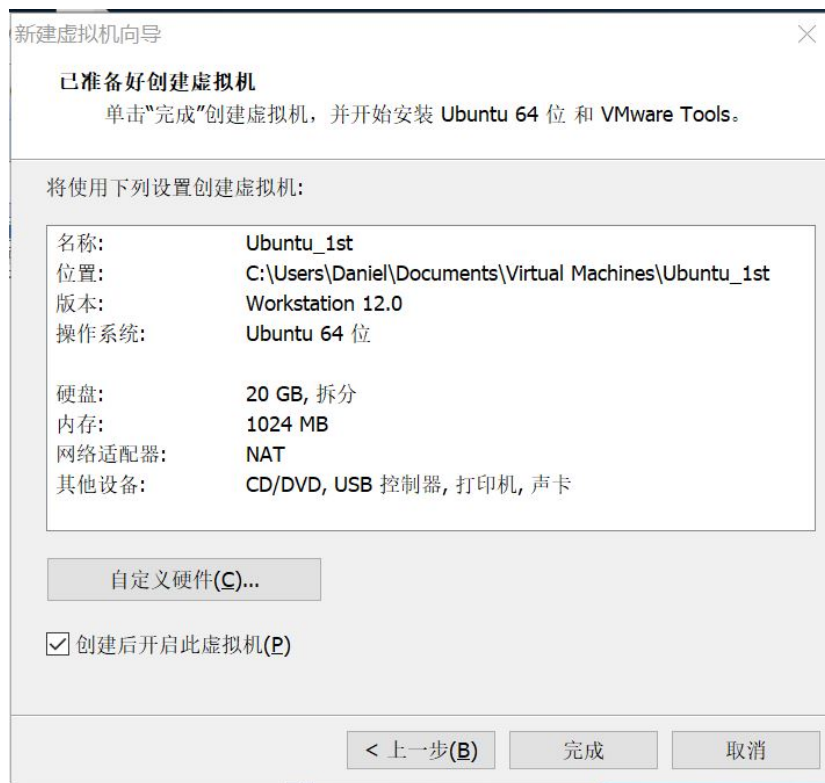 新建虚拟机向导
已准备好创建虚拟机
单击“完成”创建虚拟机，并开始安装 Ubuntu 64 位 和 VMware Tools。
将使用下列设置创建虚拟机:
名称: Ubuntu_1st
位置: C:\Users\Daniel\Documents\Virtual Machines\Ubuntu_1st
版本: Workstation 12.0
操作系统: Ubuntu 64 位
硬盘: 20 GB, 拆分
内存: 1024 MB
网络适配器: NAT
其他设备: CD/DVD, USB 控制器, 打印机, 声卡
自定义硬件(C)...
创建后开启此虚拟机(P)
< 上一步(B) 完成 取消